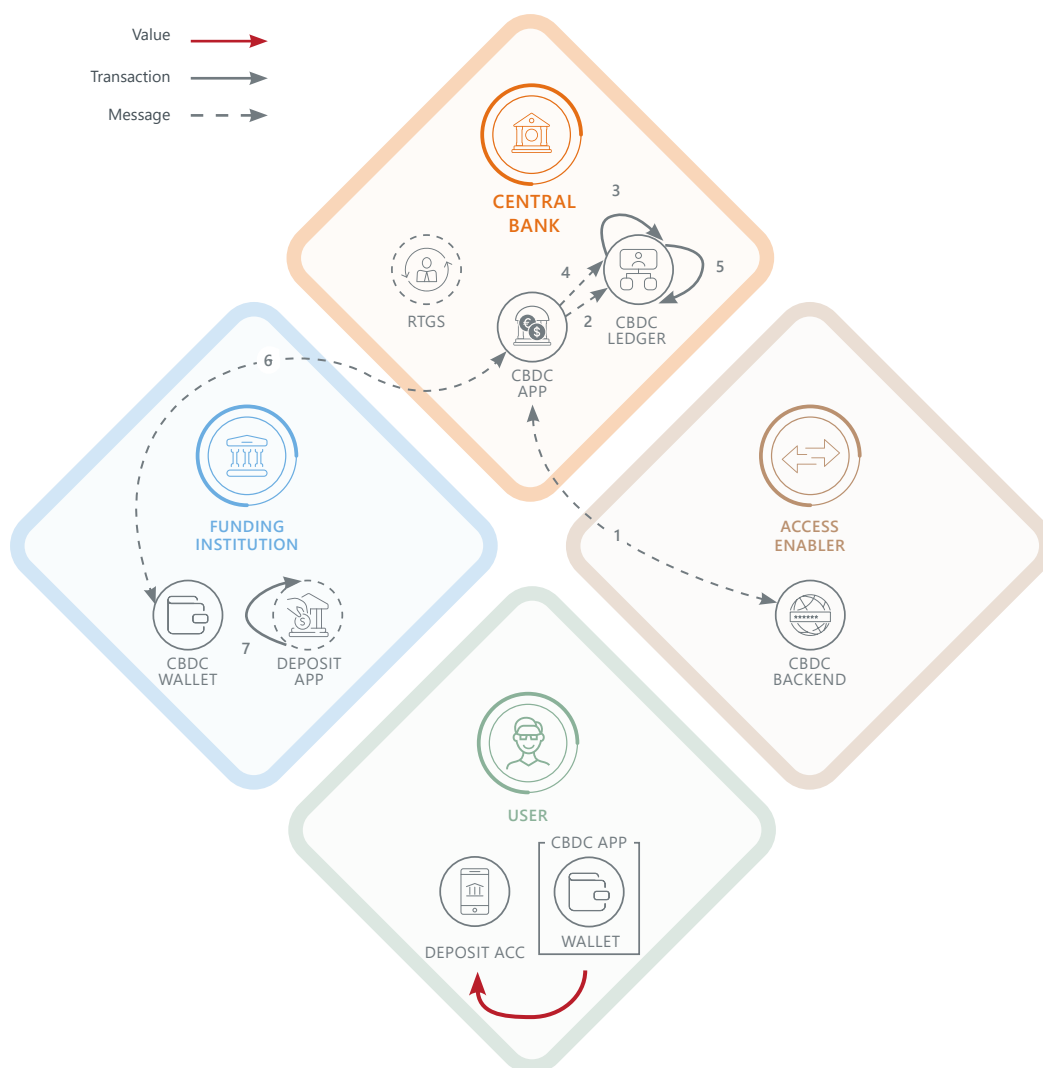 Value
Transaction
Message
CENTRAL
BANK
3
4
5
2
RTGS
CBDC
LEDGER
CBDC
APP
6
FUNDING
INSTITUTION
ACCESS
ENABLER
1
7
CBDC
WALLET
DEPOSIT
APP
******
CBDC
BACKEND
USER
CBDC APP
DEPOSIT ACC
WALLET
€
$
$